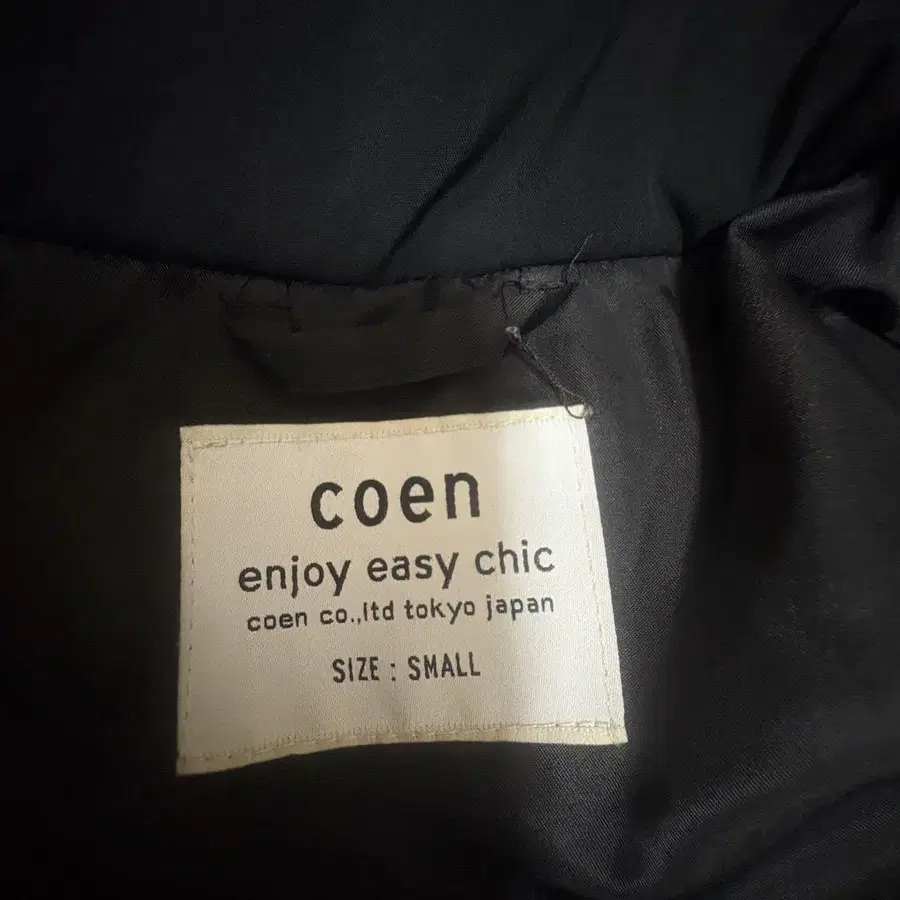 coen
enjoy easy chic
coen co.,ltd tokyo japan
SIZE : SMALL